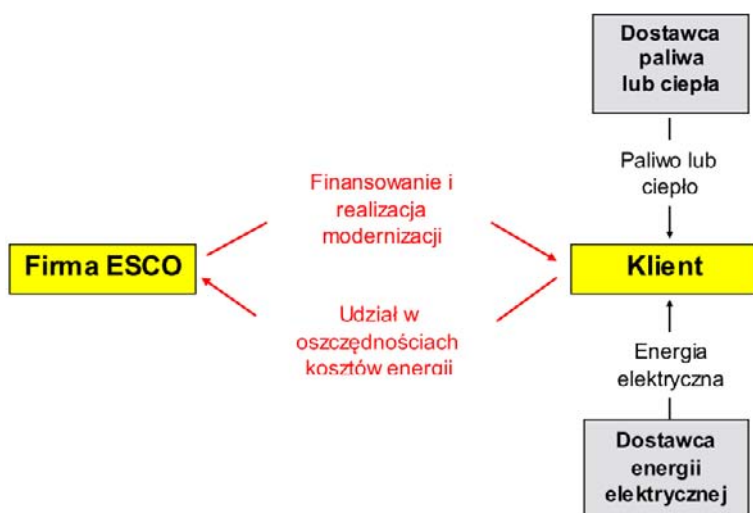 Dostawca
paliwa
lub ciepła
Paliwo lub
ciepło
Finansowanie i
realizacja
modernizacji
Firma ESCO
Klient
Udział w
oszczędnościach
kosztów energii
Energia
elektryczna
Dostawca
energii
elektrycznej